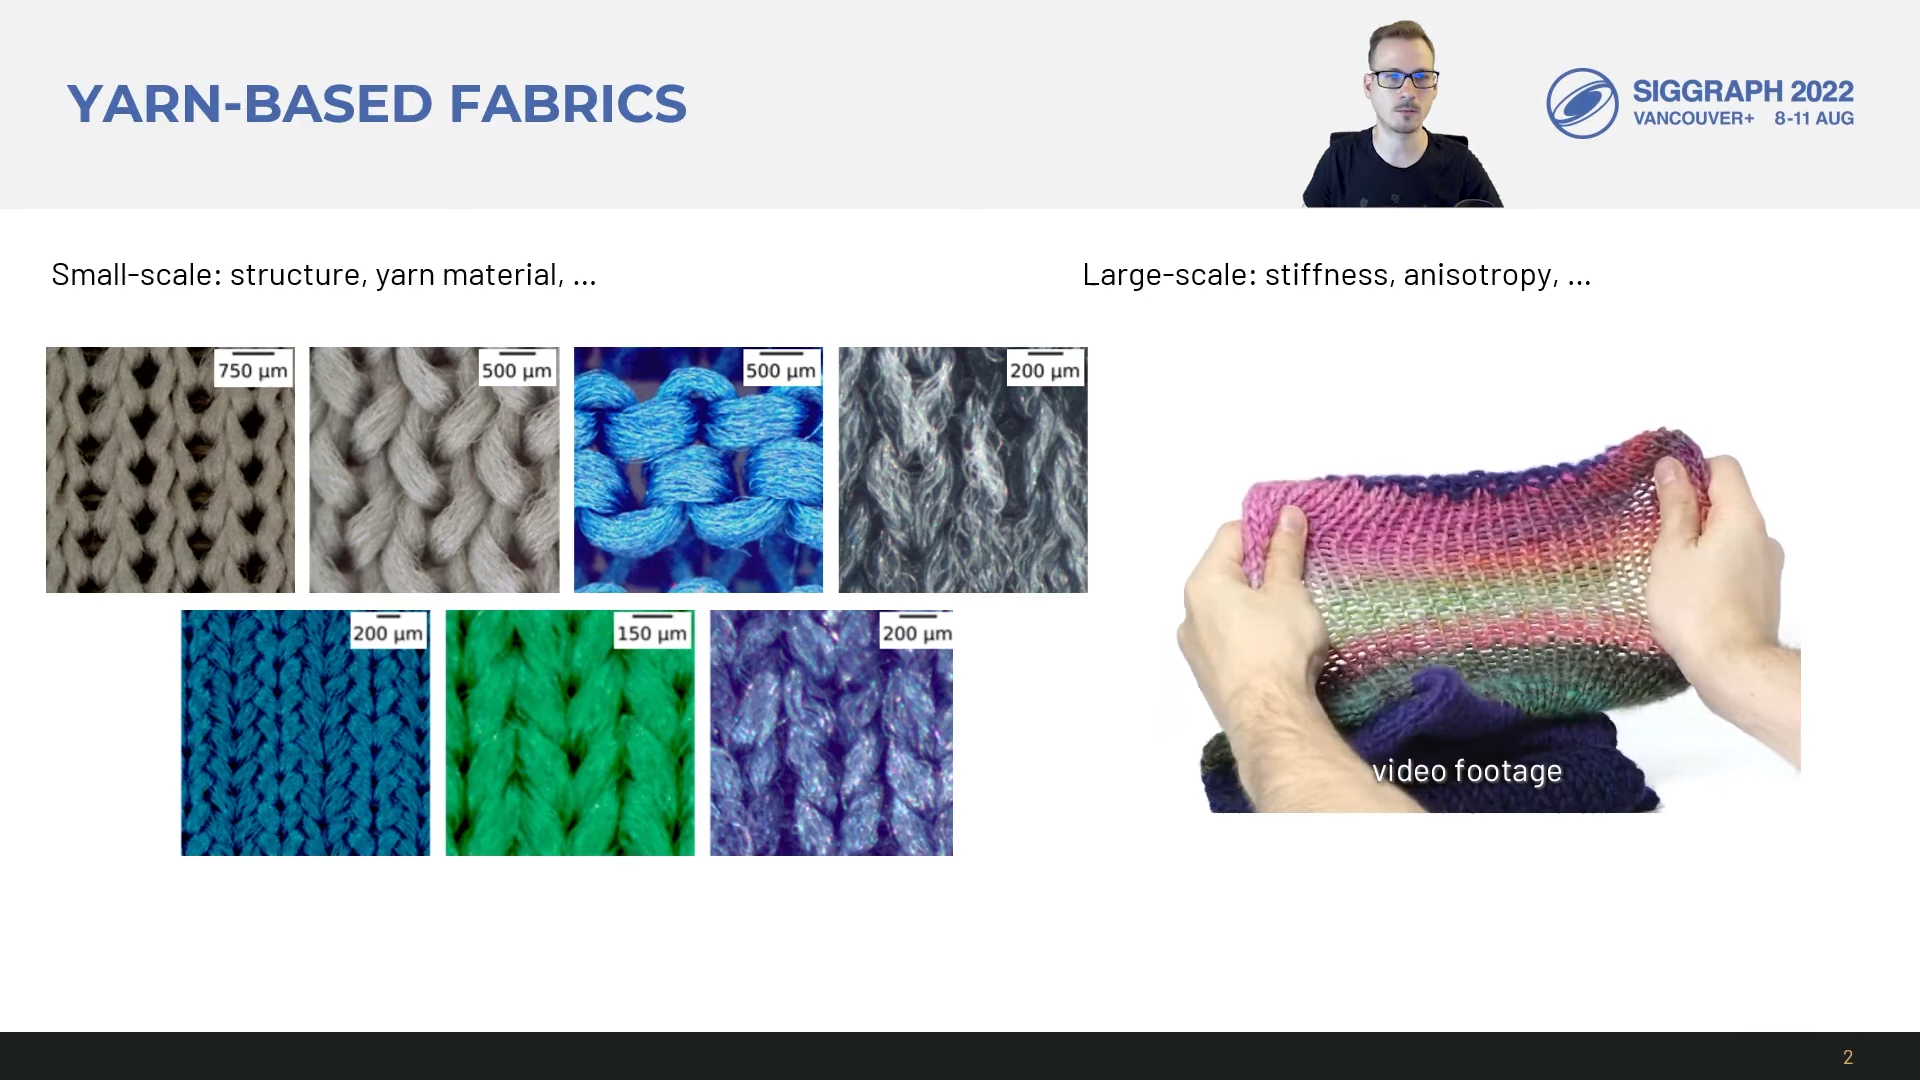 YARN-BASED FABRICS
SIGGRAPH 2022
VANCOUVER+ 8-11 AUG
Small-scale: structure, yarn material, ...
Large-scale: stiffness, anisotropy, ...
750 μm
500 μm
500 μm
200 μm
200 μm
150 μm
200 μm
video footage
2